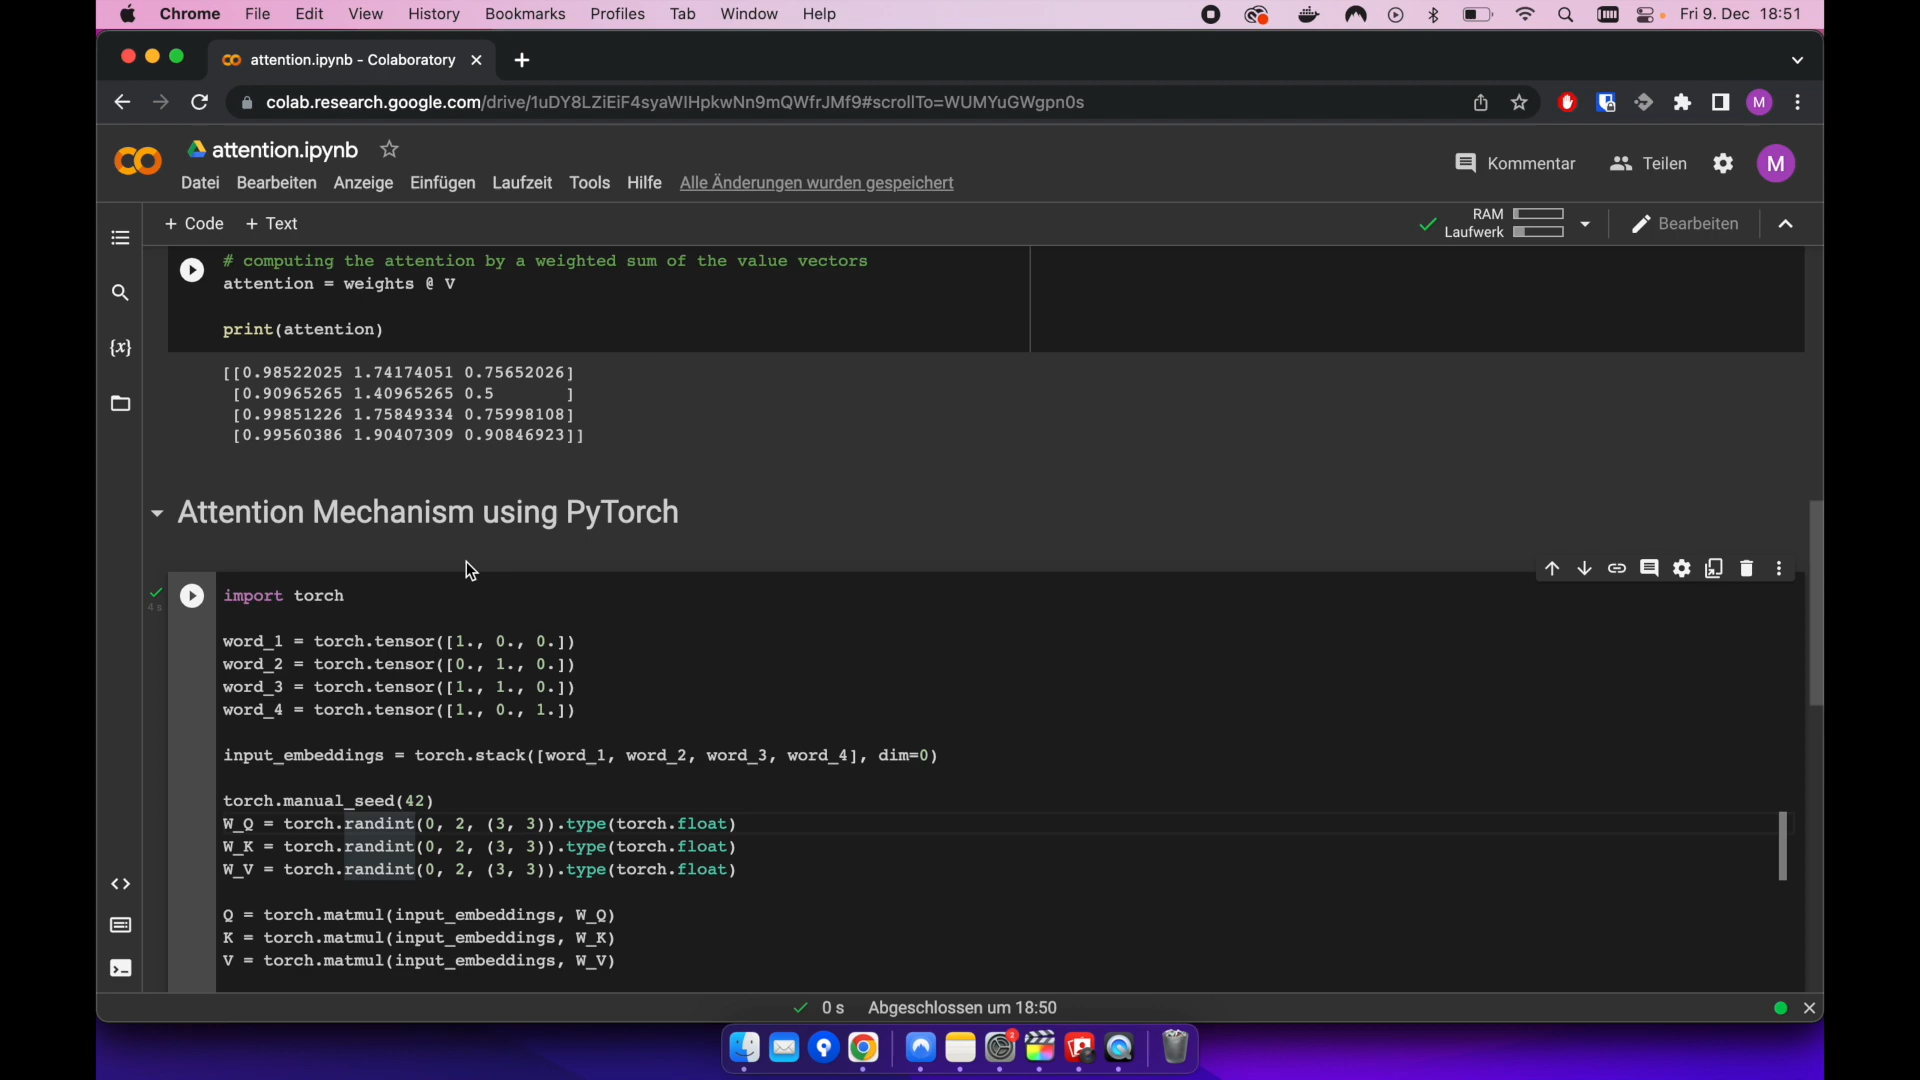 Chrome File Edit View History Bookmarks Profiles Tab Window Help Fri 9. Dec 18:51
attention.ipynb - Colaboratory
colab.research.google.com/drive/1uDY8LZiEiF4syaWIHpkwNn9mQWfrJMf9#scrollTo=WUMYuGWgpn0s M
attention.ipynb
Kommentar Teilen M
Datei Bearbeiten Anzeige Einfügen Laufzeit Tools Hilfe Alle Änderungen wurden gespeichert
+ Code + Text RAM Laufwerk Bearbeiten
# computing the attention by a weighted sum of the value vectors
attention = weights @ V
print(attention)
[[0.98522025 1.74174051 0.75652026]
[0.90965265 1.40965265 0.5 ]
[0.99851226 1.75849334 0.75998108]
[0.99560386 1.90407309 0.90846923]]
Attention Mechanism using PyTorch
4 s
import torch
word_1 = torch.tensor([1., 0., 0.])
word_2 = torch.tensor([0., 1., 0.])
word_3 = torch.tensor([1., 1., 0.])
word_4 = torch.tensor([1., 0., 1.])
input_embeddings = torch.stack([word_1, word_2, word_3, word_4], dim=0)
torch.manual_seed(42)
W_Q = torch.randint(0, 2, (3, 3)).type(torch.float)
W_K = torch.randint(0, 2, (3, 3)).type(torch.float)
W_V = torch.randint(0, 2, (3, 3)).type(torch.float)
Q = torch.matmul(input_embeddings, W_Q)
K = torch.matmul(input_embeddings, W_K)
V = torch.matmul(input_embeddings, W_V)
0 s Abgeschlossen um 18:50
2